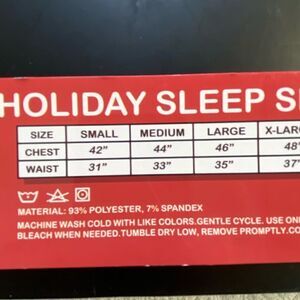 HOLIDAY SLEEP S
SIZE SMALL MEDIUM LARGE X-LARG
CHEST 42" 44" 46" 48"
WAIST 31" 33" 35" 37"
MATERIAL: 93% POLYESTER, 7% SPANDEX
MACHINE WASH COLD WITH LIKE COLORS.GENTLE CYCLE. USE
BLEACH WHEN NEEDED.TUMBLE DRY LOW, REMOVE PROMPTLY.